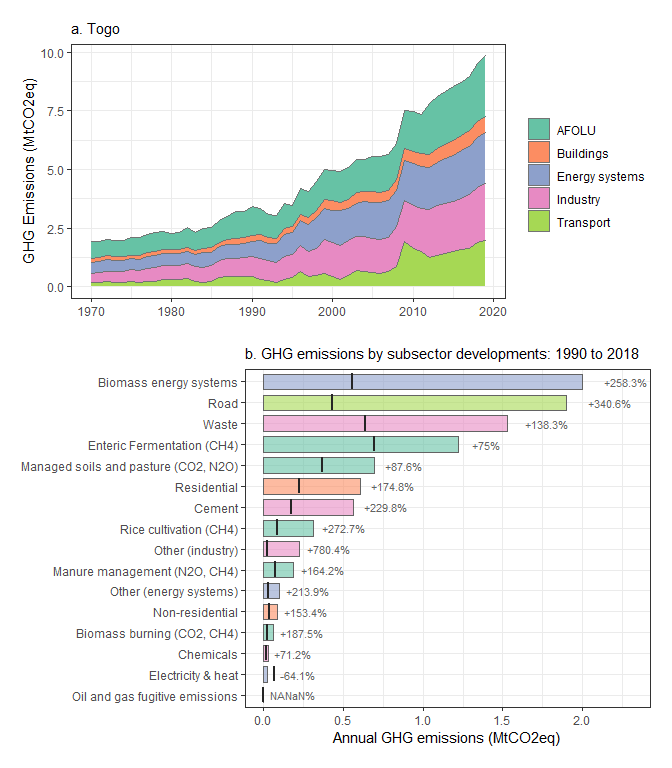 a. Togo
GHG Emissions (MtCO2eq)
10.0
7.5
5.0
2.5
0.0
1970 1980 1990 2000 2010 2020
AFOLU
Buildings
Energy systems
Industry
Transport
b. GHG emissions by subsector developments: 1990 to 2018
Biomass energy systems +258.3%
Road +340.6%
Waste +138.3%
Enteric Fermentation (CH4) +75%
Managed soils and pasture (CO2, N2O) +87.6%
Residential +174.8%
Cement +229.8%
Rice cultivation (CH4) +272.7%
Other (industry) +780.4%
Manure management (N2O, CH4) +164.2%
Other (energy systems) +213.9%
Non-residential +153.4%
Biomass burning (CO2, CH4) +187.5%
Chemicals +71.2%
Electricity & heat -64.1%
Oil and gas fugitive emissions NANaN%
0.0 0.5 1.0 1.5 2.0
Annual GHG emissions (MtCO2eq)